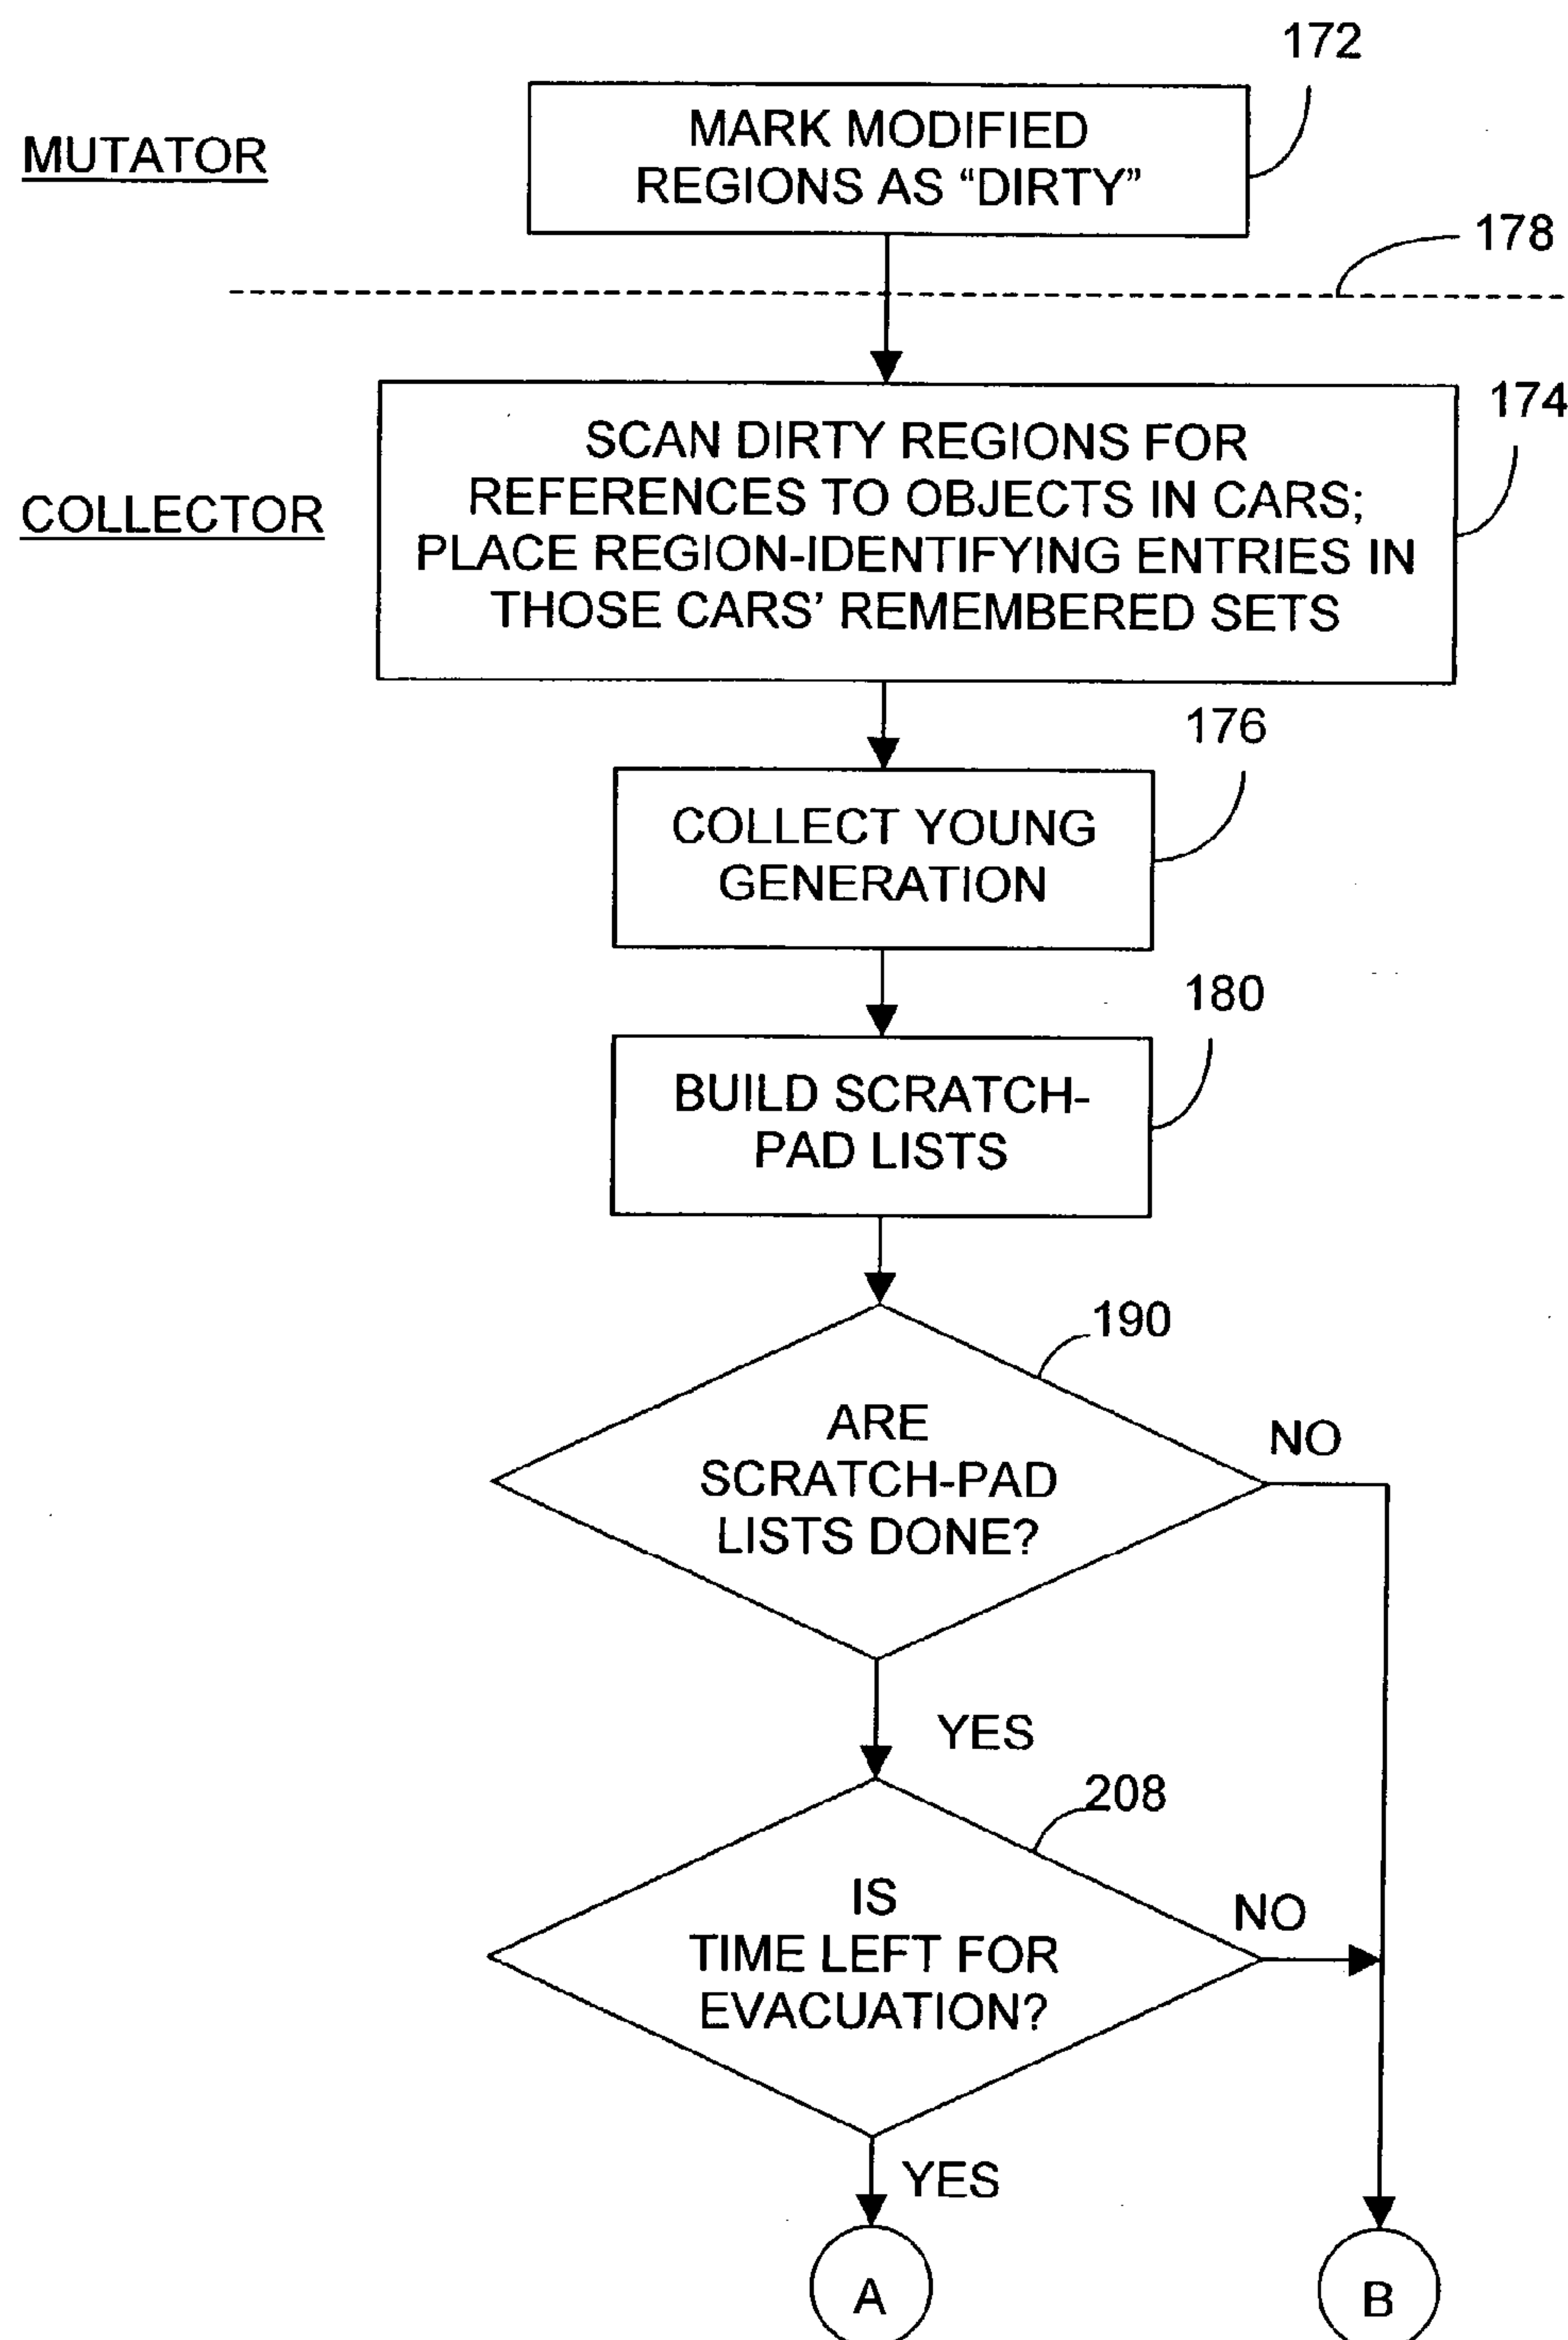 172
MUTATOR
MARK MODIFIED
REGIONS AS “DIRTY”
178
174
COLLECTOR
SCAN DIRTY REGIONS FOR
REFERENCES TO OBJECTS IN CARS;
PLACE REGION-IDENTIFYING ENTRIES IN
THOSE CARS’ REMEMBERED SETS
176
COLLECT YOUNG
GENERATION
180
BUILD SCRATCH-
PAD LISTS
190
ARE
SCRATCH-PAD
LISTS DONE?
NO
YES
208
IS
TIME LEFT FOR
EVACUATION?
NO
YES
A
B